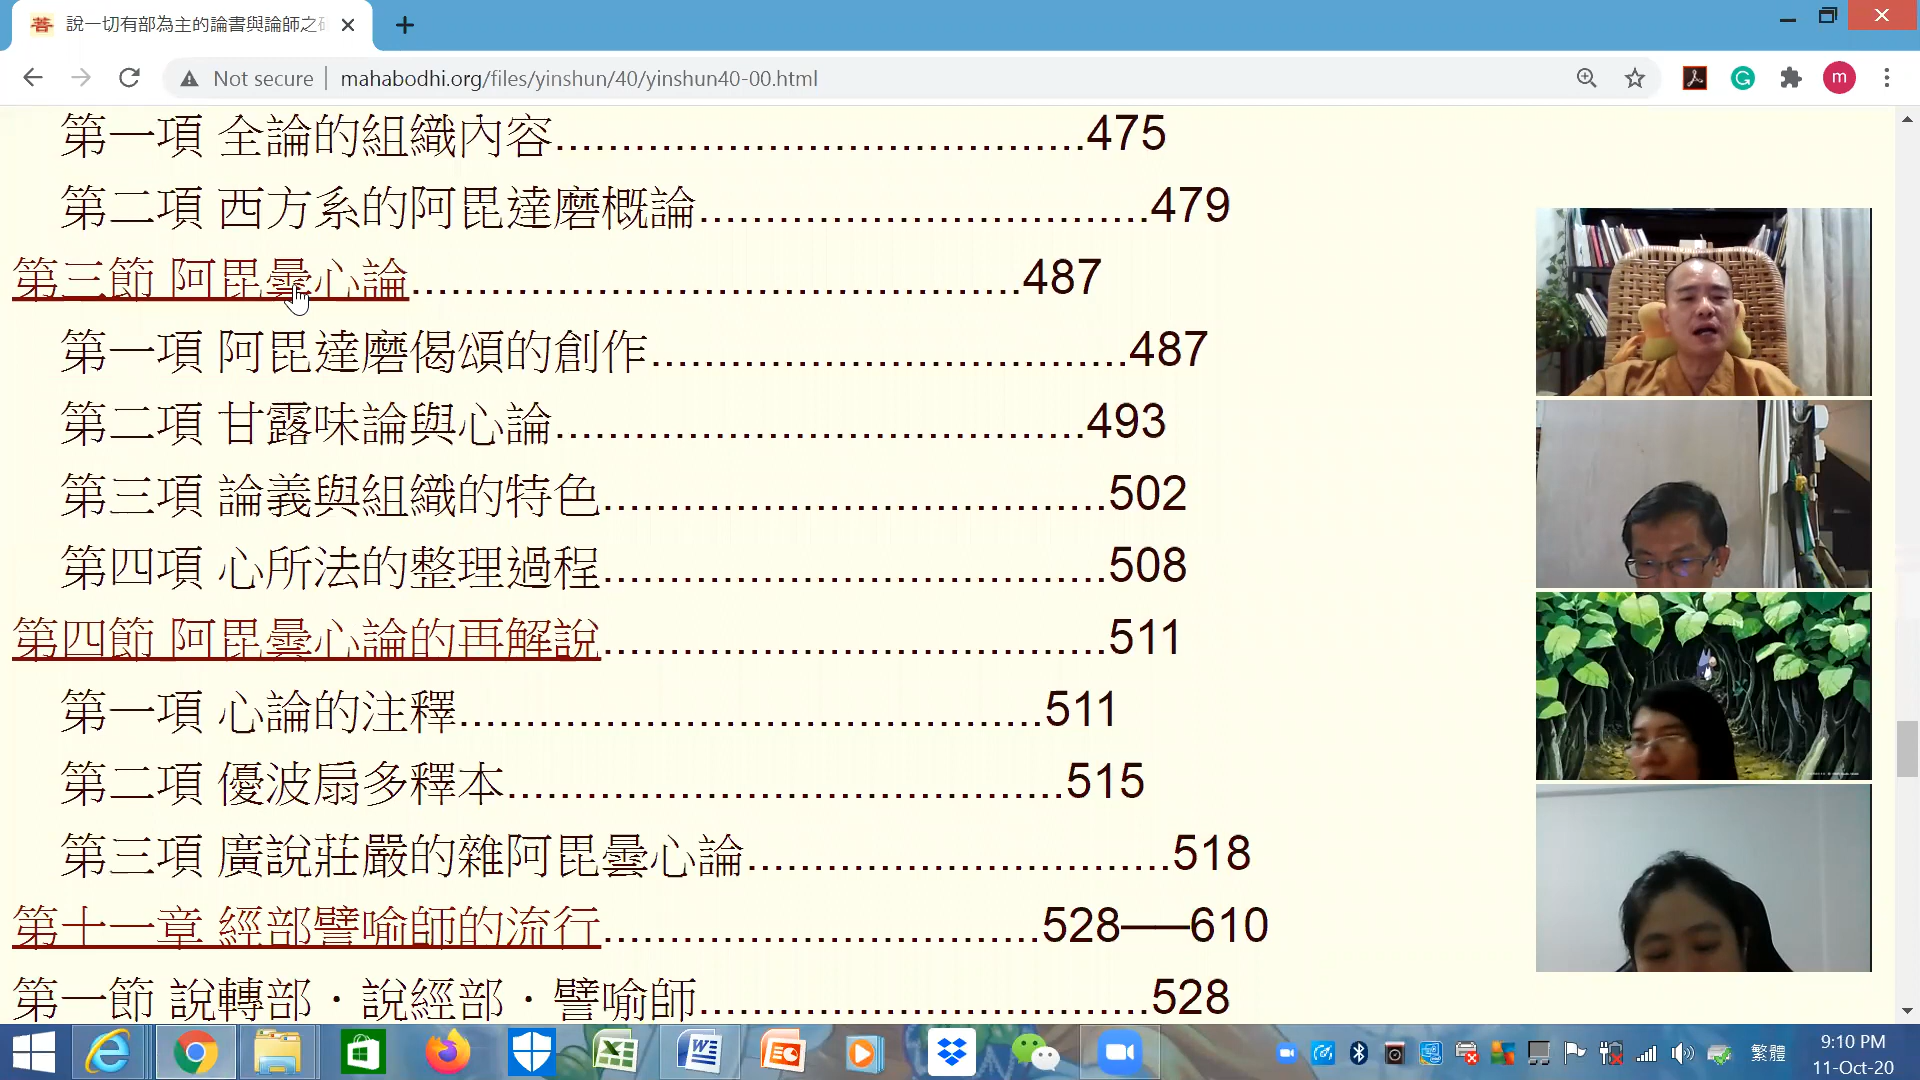 說一切有部為主的論書與論師之
Not secure | mahabodhi.org/files/yinshun/40/yinshun40-00.html
m
第一項 全論的組織內容......................................475
第二項 西方系的阿毘達磨概論................................479
第三節 阿毘曇心論............................................487
第一項 阿毘達磨偈頌的創作..................................487
第二項 甘露味論與心論......................................493
第三項 論義與組織的特色....................................502
第四項 心所法的整理過程....................................508
第四節 阿毘曇心論的再解說....................................511
第一項 心論的注釋..........................................511
第二項 優波扇多釋本........................................515
第三項 廣說莊嚴的雜阿毘曇心論..............................518
第十一章 經部譬喻師的流行...............................528──610
第一節 說轉部．說經部．譬喻師................................528
繁體
9:10 PM
11-Oct-20